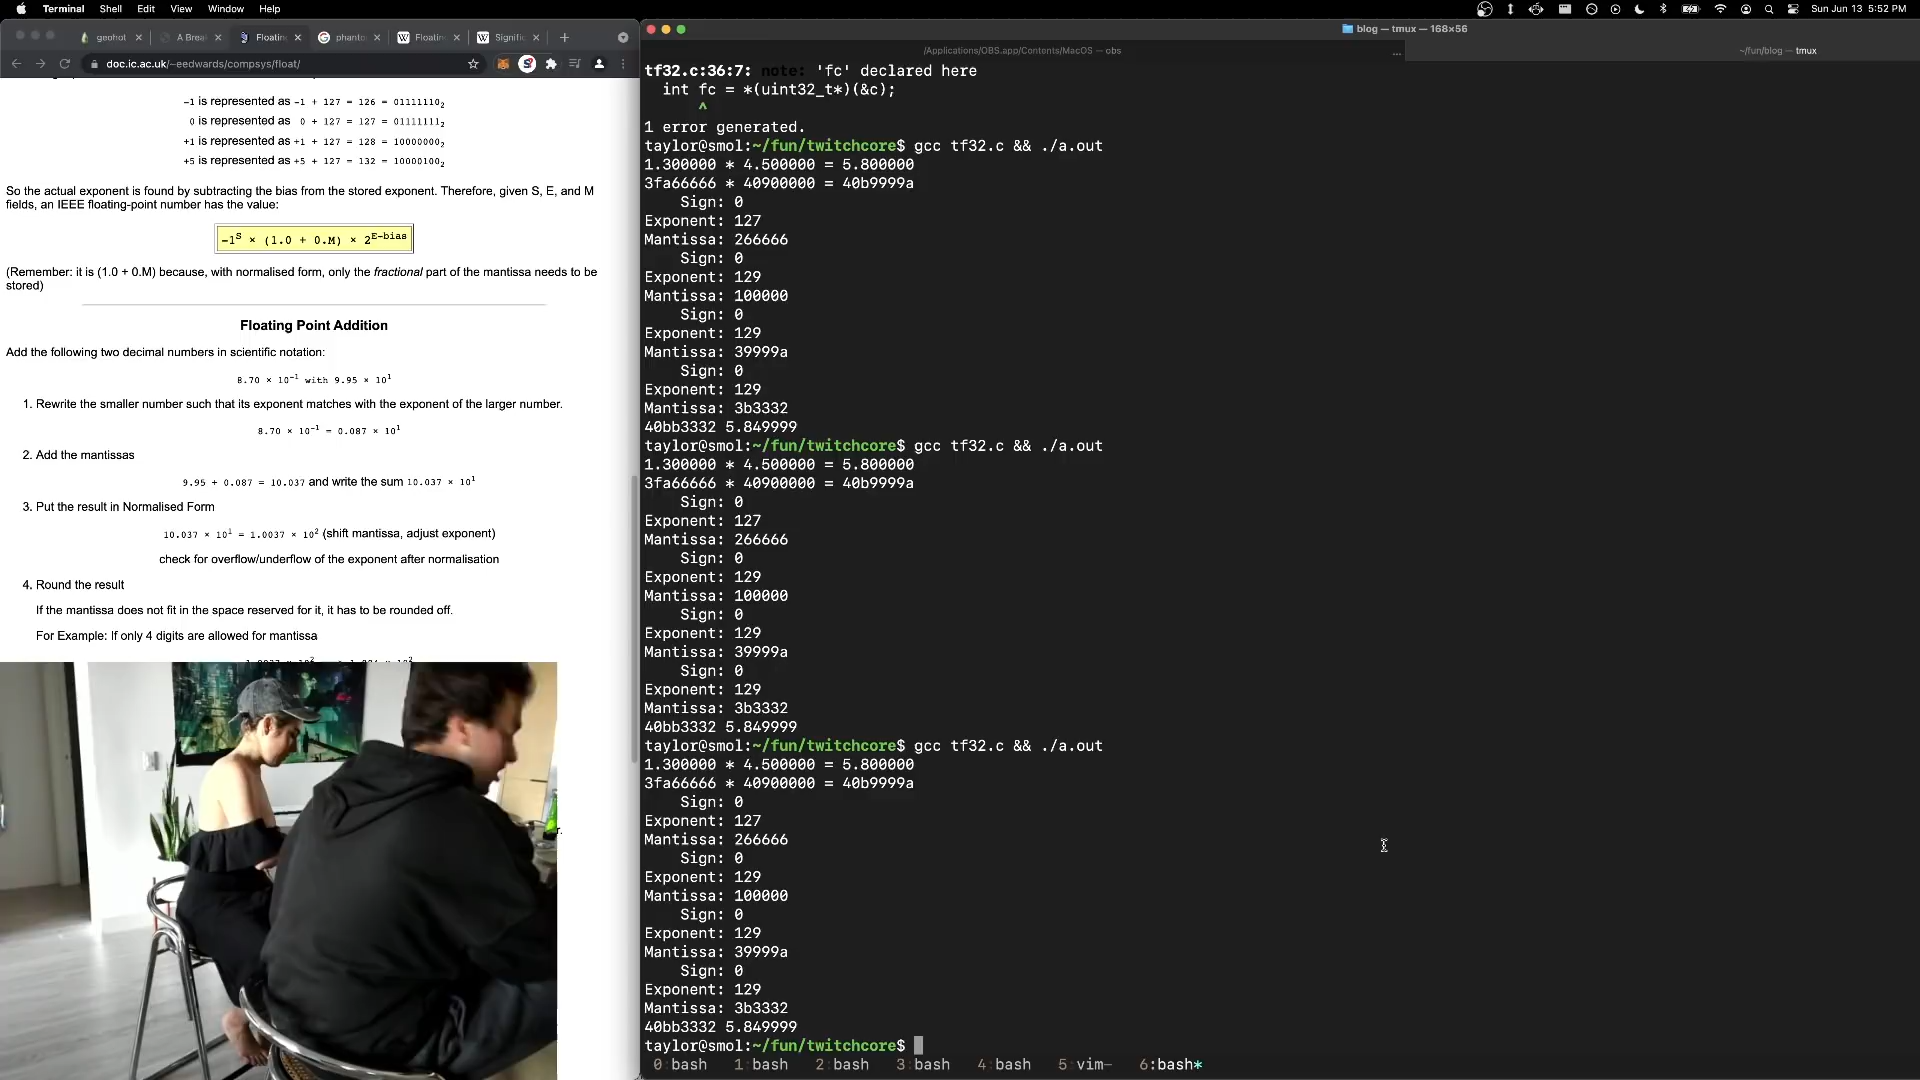 Terminal Shell Edit View Window Help
Sun Jun 13 5:52 PM
geohot
A Brea
Floatin
phanto
Floatin
Signific
doc.ic.ac.uk/~eedwards/compsys/float/
-1 is represented as -1 + 127 = 126 = 01111110₂
0 is represented as 0 + 127 = 127 = 01111111₂
+1 is represented as +1 + 127 = 128 = 10000000₂
+5 is represented as +5 + 127 = 132 = 10000100₂
So the actual exponent is found by subtracting the bias from the stored exponent. Therefore, given S, E, and M
fields, an IEEE floating-point number has the value:
-1ˢ × (1.0 + 0.M) × 2ᴱ⁻ᵇⁱᵃˢ
(Remember: it is (1.0 + 0.M) because, with normalised form, only the fractional part of the mantissa needs to be
stored)
Floating Point Addition
Add the following two decimal numbers in scientific notation:
8.70 × 10⁻¹ with 9.95 × 10¹
1. Rewrite the smaller number such that its exponent matches with the exponent of the larger number.
8.70 × 10⁻¹ = 0.087 × 10¹
2. Add the mantissas
9.95 + 0.087 = 10.037 and write the sum 10.037 × 10¹
3. Put the result in Normalised Form
10.037 × 10¹ = 1.0037 × 10² (shift mantissa, adjust exponent)
check for overflow/underflow of the exponent after normalisation
4. Round the result
If the mantissa does not fit in the space reserved for it, it has to be rounded off.
For Example: If only 4 digits are allowed for mantissa
r.
blog — tmux — 168×56
/Applications/OBS.app/Contents/MacOS — obs
...
~/fun/blog — tmux
tf32.c:36:7: note: 'fc' declared here
int fc = *(uint32_t*)(&c);
^
1 error generated.
taylor@smol:~/fun/twitchcore$ gcc tf32.c && ./a.out
1.300000 * 4.500000 = 5.800000
3fa66666 * 40900000 = 40b9999a
Sign: 0
Exponent: 127
Mantissa: 266666
Sign: 0
Exponent: 129
Mantissa: 100000
Sign: 0
Exponent: 129
Mantissa: 39999a
Sign: 0
Exponent: 129
Mantissa: 3b3332
40bb3332 5.849999
taylor@smol:~/fun/twitchcore$ gcc tf32.c && ./a.out
1.300000 * 4.500000 = 5.800000
3fa66666 * 40900000 = 40b9999a
Sign: 0
Exponent: 127
Mantissa: 266666
Sign: 0
Exponent: 129
Mantissa: 100000
Sign: 0
Exponent: 129
Mantissa: 39999a
Sign: 0
Exponent: 129
Mantissa: 3b3332
40bb3332 5.849999
taylor@smol:~/fun/twitchcore$ gcc tf32.c && ./a.out
1.300000 * 4.500000 = 5.800000
3fa66666 * 40900000 = 40b9999a
Sign: 0
Exponent: 127
Mantissa: 266666
Sign: 0
Exponent: 129
Mantissa: 100000
Sign: 0
Exponent: 129
Mantissa: 39999a
Sign: 0
Exponent: 129
Mantissa: 3b3332
40bb3332 5.849999
taylor@smol:~/fun/twitchcore$
0 bash 1:bash 2:bash 3 bash 4 bash 5 vim- 6:bash*